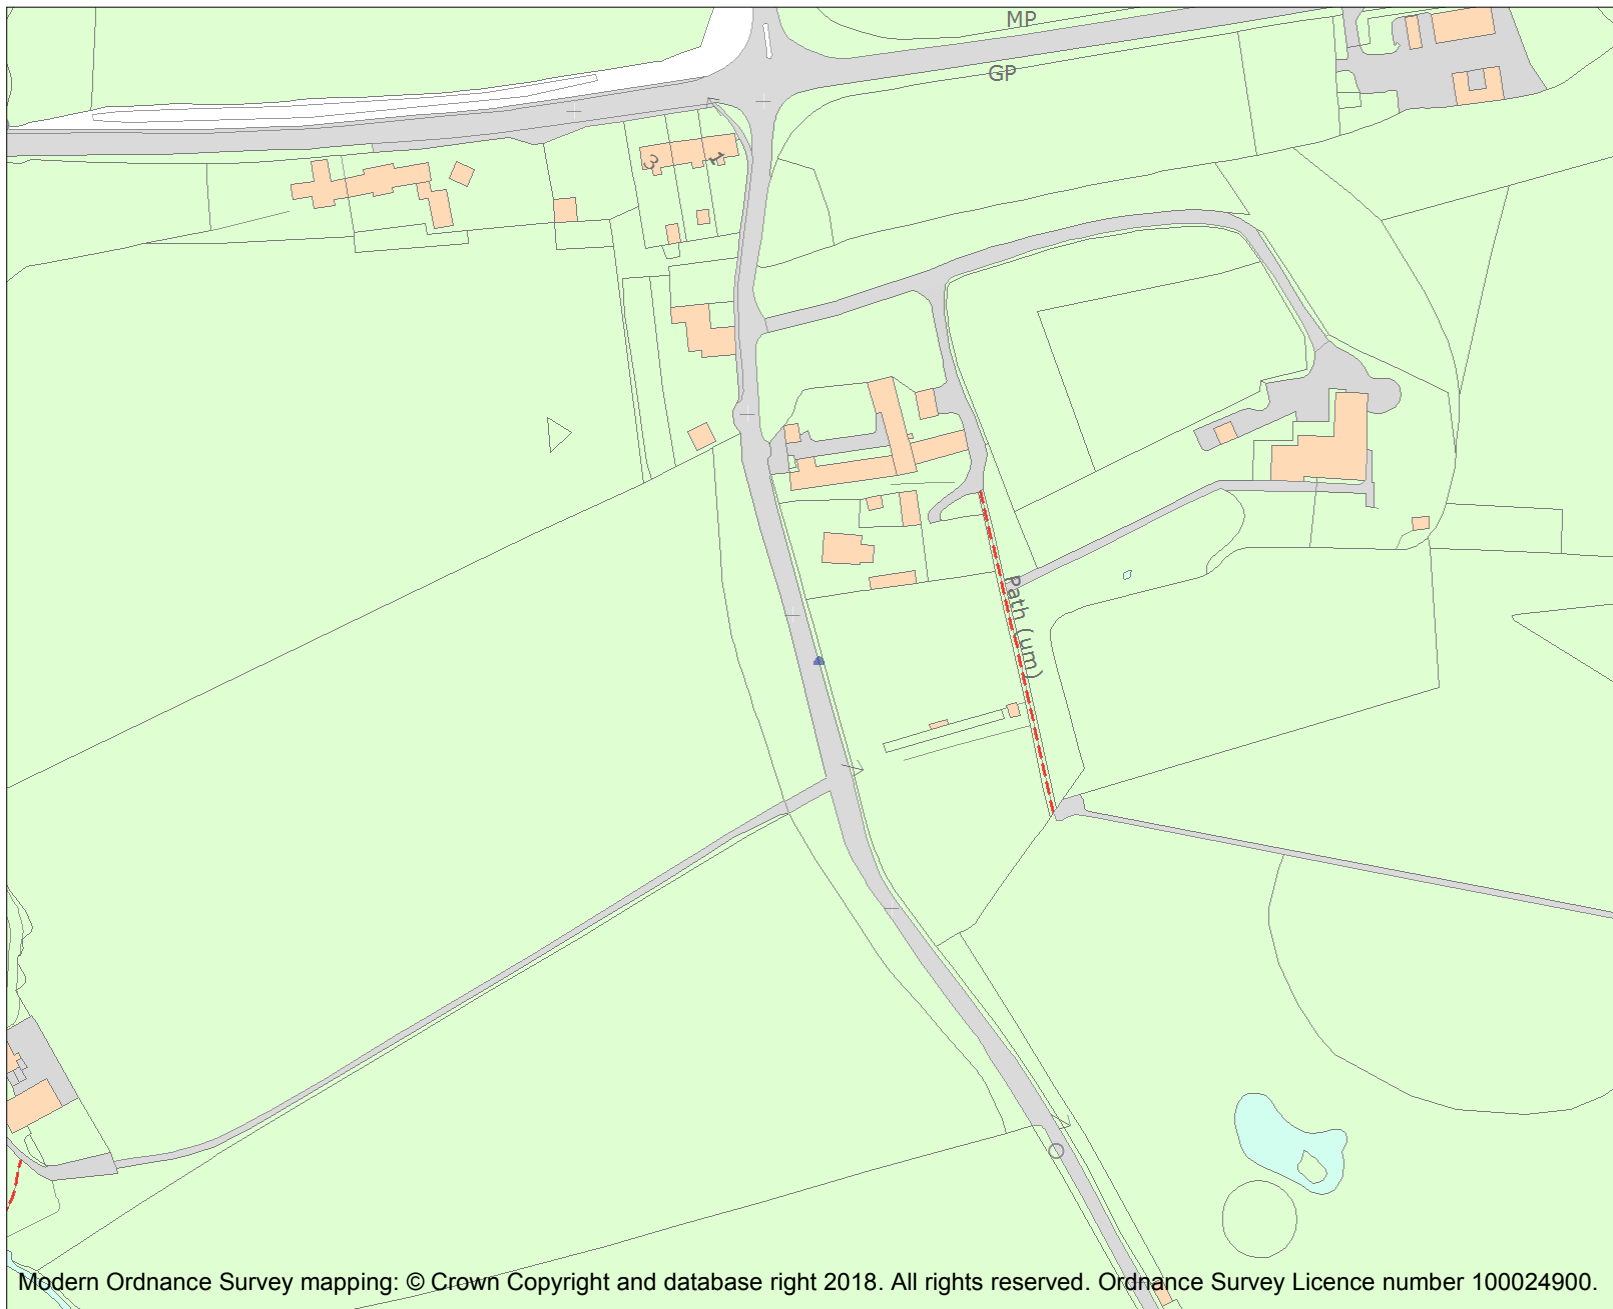 MP
GP
3
1
Path (um)
Modern Ordnance Survey mapping: © Crown Copyright and database right 2018. All rights reserved. Ordnance Survey Licence number 100024900.